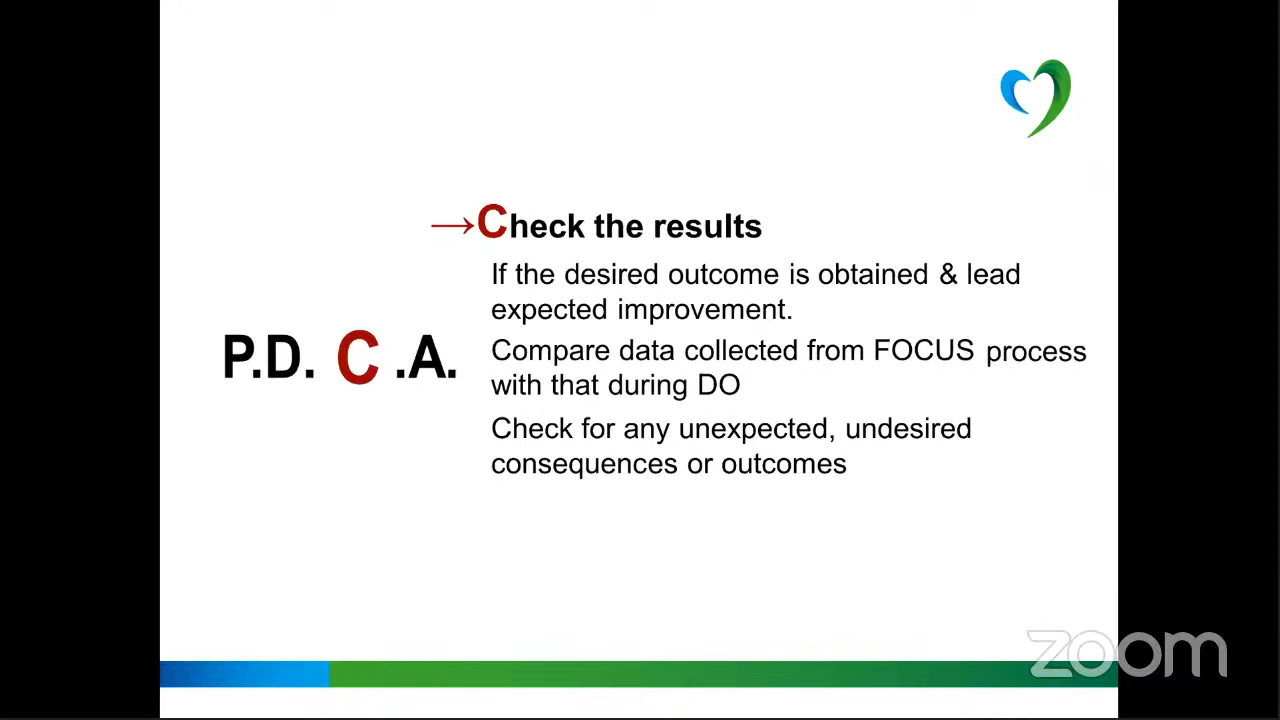 →Check the results
If the desired outcome is obtained & lead
expected improvement.
P.D. C .A.
Compare data collected from FOCUS process
with that during DO
Check for any unexpected, undesired
consequences or outcomes
zoom